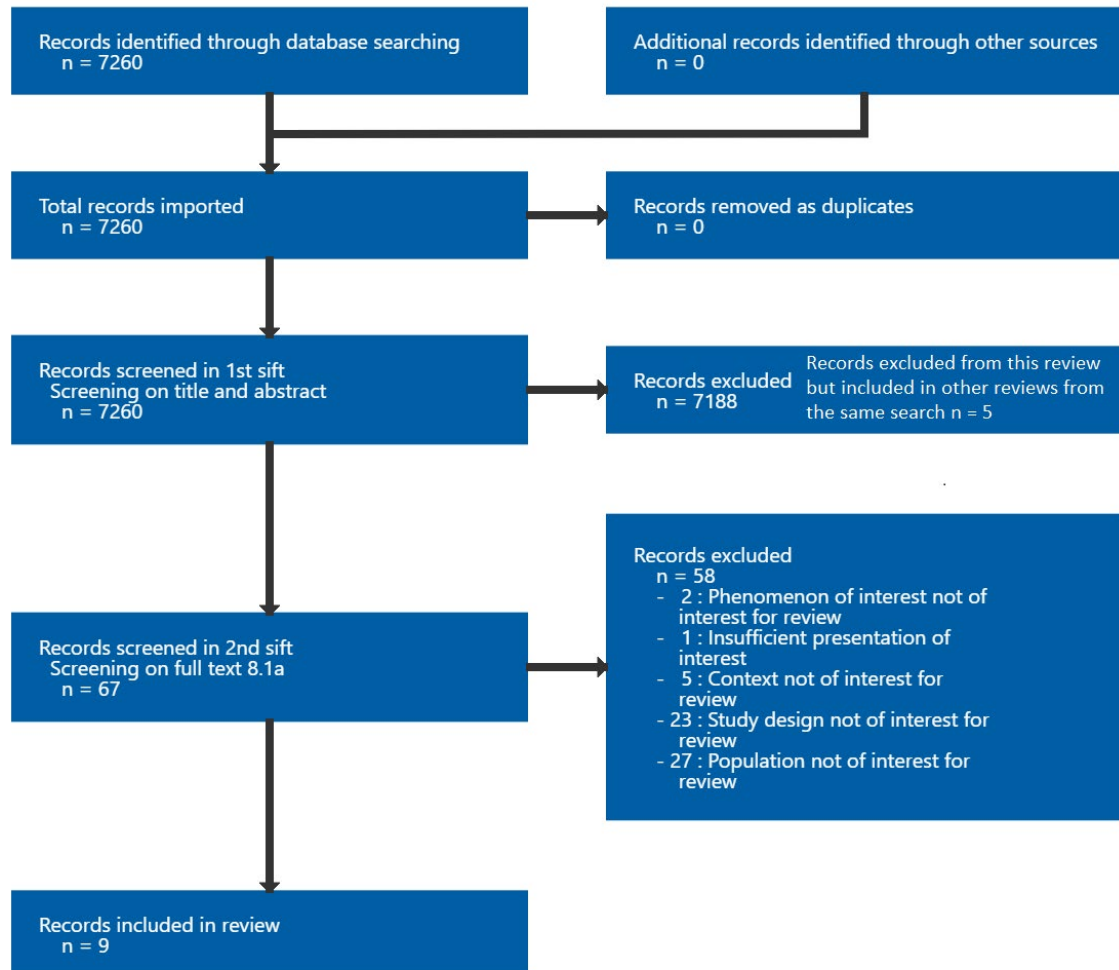 Records identified through database searching
n = 7260
Additional records identified through other sources
n = 0
Total records imported
n = 7260
Records removed as duplicates
n = 0
Records screened in 1st sift
Screening on title and abstract
n = 7260
Records excluded
n = 7188
Records excluded from this review
but included in other reviews from
the same search n = 5
.
Records screened in 2nd sift
Screening on full text 8.1a
n = 67
Records excluded
n = 58
- 2 : Phenomenon of interest not of
interest for review
- 1 : Insufficient presentation of
interest
- 5 : Context not of interest for
review
- 23 : Study design not of interest for
review
- 27 : Population not of interest for
review
Records included in review
n = 9